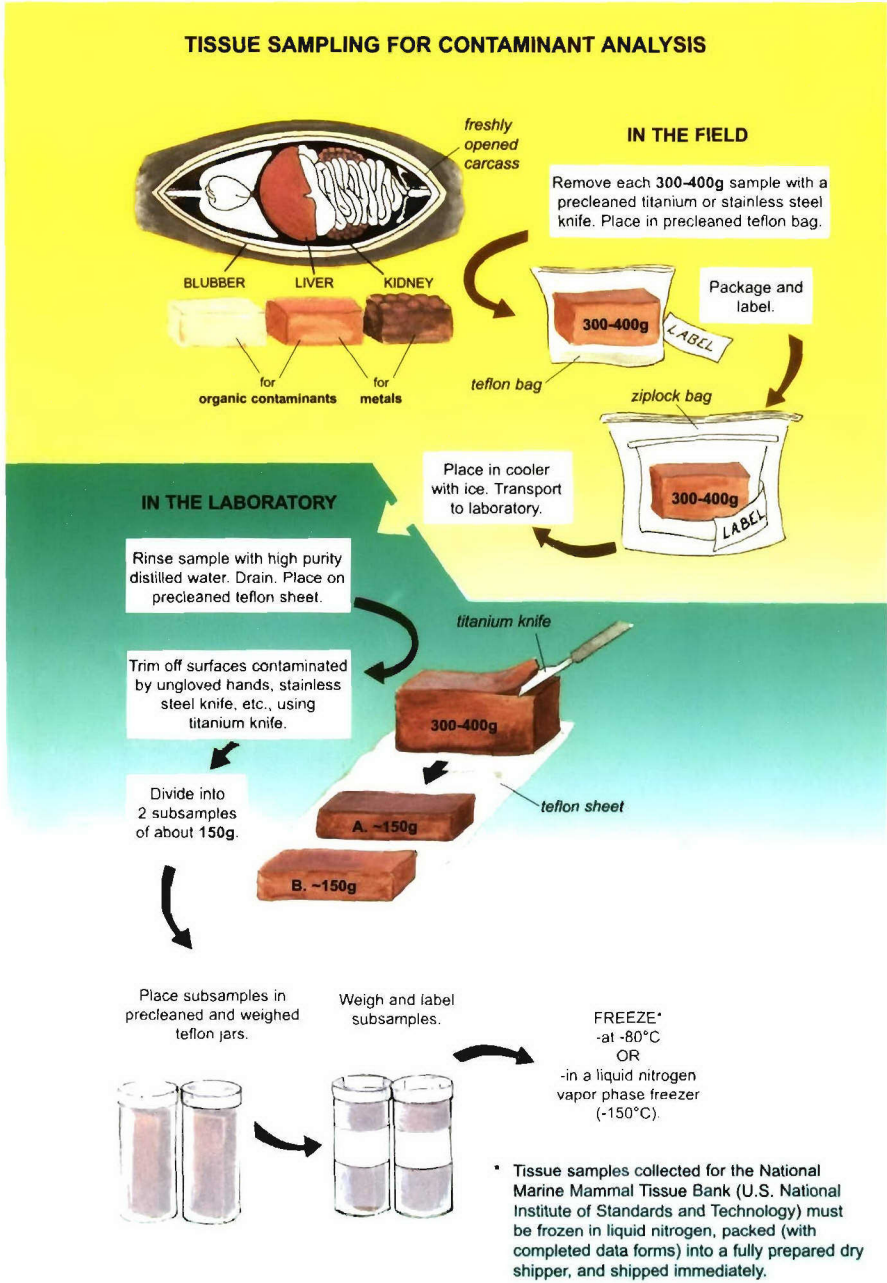 TISSUE SAMPLING FOR CONTAMINANT ANALYSIS
freshly
opened
carcass
BLUBBER LIVER KIDNEY
for
organic contaminants
for
metals
IN THE FIELD
Remove each 300-400g sample with a
precleaned titanium or stainless steel
knife. Place in precleaned teflon bag.
300-400g
LABEL
teflon bag
Package and
label.
ziplock bag
300-400g
LABEL
Place in cooler
with ice. Transport
to laboratory.
IN THE LABORATORY
Rinse sample with high purity
distilled water. Drain. Place on
precleaned teflon sheet.
Trim off surfaces contaminated
by ungloved hands, stainless
steel knife, etc., using
titanium knife.
titanium knife
300-400g
teflon sheet
Divide into
2 subsamples
of about 150g.
A. ~150g
B. ~150g
Place subsamples in
precleaned and weighed
teflon jars.
Weigh and label
subsamples.
FREEZE*
-at -80°C
OR
-in a liquid nitrogen
vapor phase freezer
(-150°C).
* Tissue samples collected for the National
Marine Mammal Tissue Bank (U.S. National
Institute of Standards and Technology) must
be frozen in liquid nitrogen, packed (with
completed data forms) into a fully prepared dry
shipper, and shipped immediately.